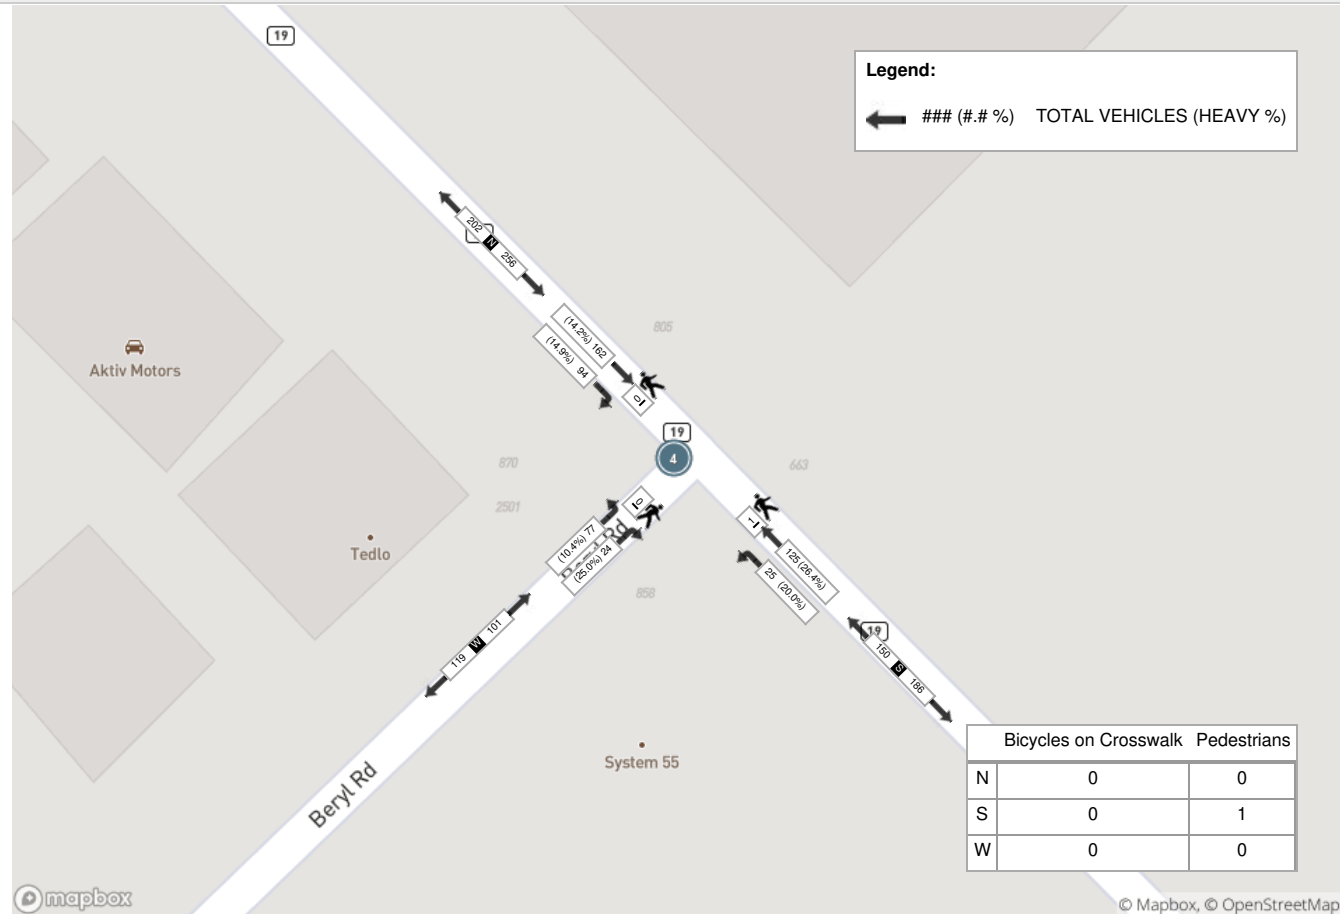 19
Legend:
### (#.# %) TOTAL VEHICLES (HEAVY %)
202 N 256
(14.2%) 162
(14.9%) 94
0
805
Aktiv Motors
19
4
870
663
2501
0
1
(10.4%) 77
(25.0%) 24
Rd
125 (26.4%)
25 (20.0%)
Tedlo
858
119 W 101
19
150 S 186
System 55
Beryl Rd
Bicycles on Crosswalk Pedestrians
N 0 0
S 0 1
W 0 0
mapbox
© Mapbox, © OpenStreetMap